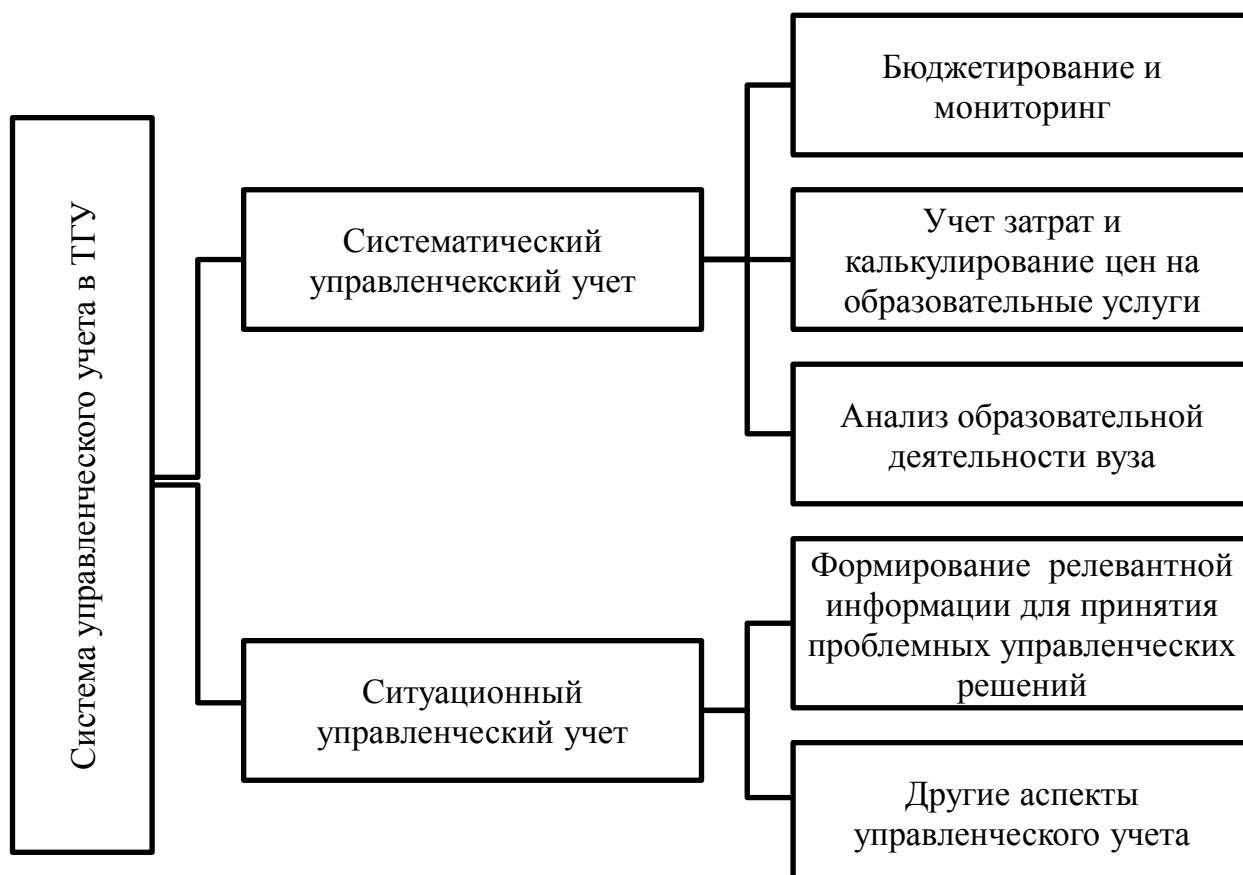 Система управленческого учета в ТГУ
Систематический
управленчекский учет
Бюджетирование и
мониторинг
Учет затрат и
калькулирование цен на
образовательные услуги
Анализ образовательной
деятельности вуза
Ситуационный
управленческий учет
Формирование релевантной
информации для принятия
проблемных управленческих
решений
Другие аспекты
управленческого учета